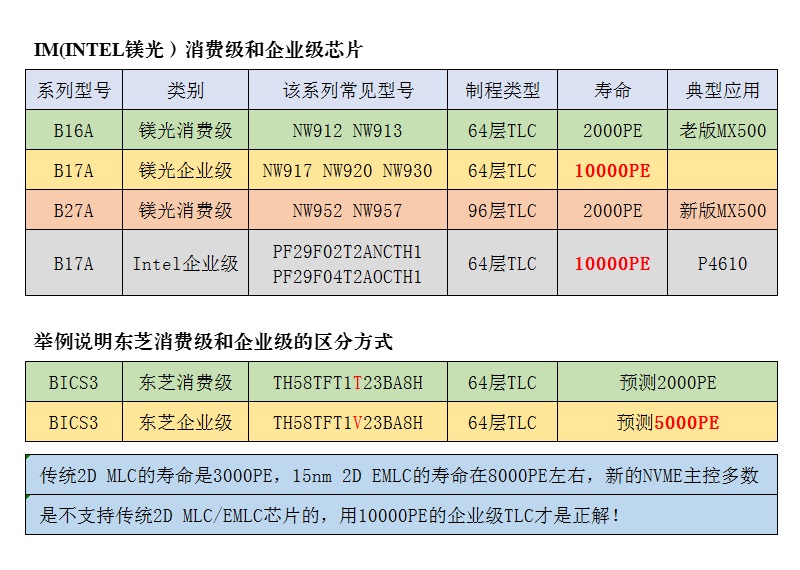 IM(INTEL镁光）消费级和企业级芯片
系列型号 类别 该系列常见型号 制程类型 寿命 典型应用
B16A 镁光消费级 NW912 NW913 64层TLC 2000PE 老版MX500
B17A 镁光企业级 NW917 NW920 NW930 64层TLC 10000PE
B27A 镁光消费级 NW952 NW957 96层TLC 2000PE 新版MX500
B17A Intel企业级 PF29F02T2ANCTH1 64层TLC 10000PE P4610
PF29F04T2AOCTH1
举例说明东芝消费级和企业级的区分方式
BICS3 东芝消费级 TH58TFT1T23BA8H 64层TLC 预测2000PE
BICS3 东芝企业级 TH58TFT1V23BA8H 64层TLC 预测5000PE
传统2D MLC的寿命是3000PE，15nm 2D EMLC的寿命在8000PE左右，新的NVME主控多数
是不支持传统2D MLC/EMLC芯片的，用10000PE的企业级TLC才是正解！